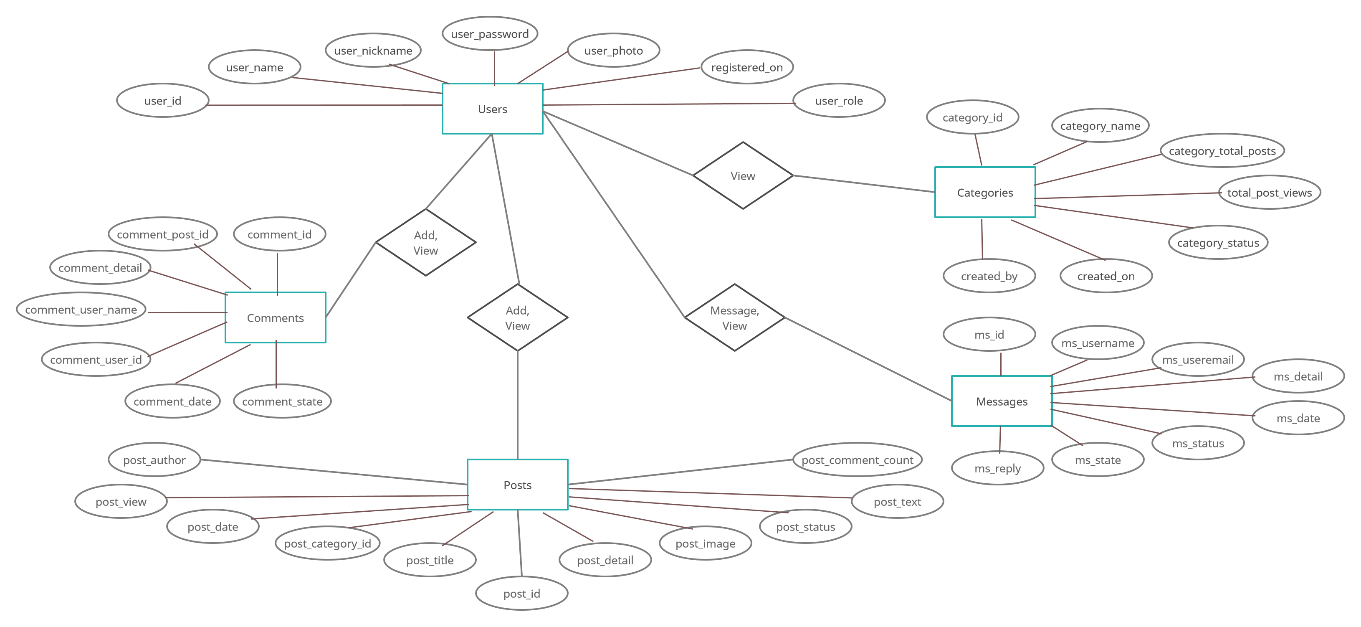 user_password
user_nickname
user_photo
user_name
registered_on
user_id
user_role
Users
category_id
category_name
category_total_posts
View
Categories
total_post_views
comment_post_id
comment_id
Add,
View
category_status
comment_detail
created_by
created_on
comment_user_name
Comments
Add,
View
Message,
View
ms_id
ms_username
comment_user_id
ms_useremail
ms_detail
comment_date
comment_state
Messages
ms_date
ms_status
post_author
post_comment_count
ms_reply
ms_state
Posts
post_view
post_text
post_date
post_status
post_category_id
post_image
post_title
post_detail
post_id